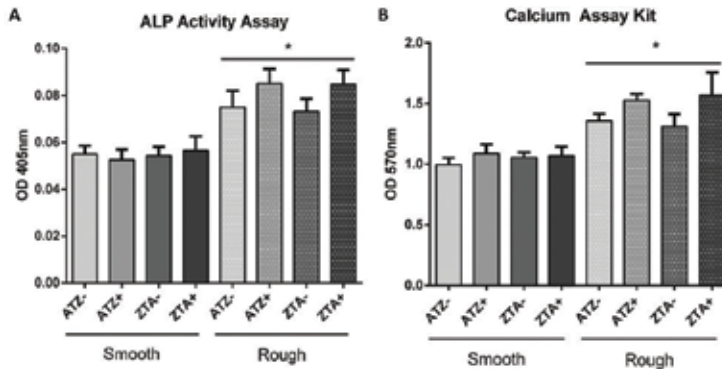 A
ALP Activity Assay
*
OD 405nm
0.10
0.08
0.06
0.04
0.02
0.00
ATZ-
ATZ+
ZTA-
ZTA+
ATZ-
ATZ+
ZTA-
ZTA+
Smooth
Rough
B
Calcium Assay Kit
*
OD 570nm
2.0
1.5
1.0
0.5
0.0
ATZ-
ATZ+
ZTA-
ZTA+
ATZ-
ATZ+
ZTA-
ZTA+
Smooth
Rough